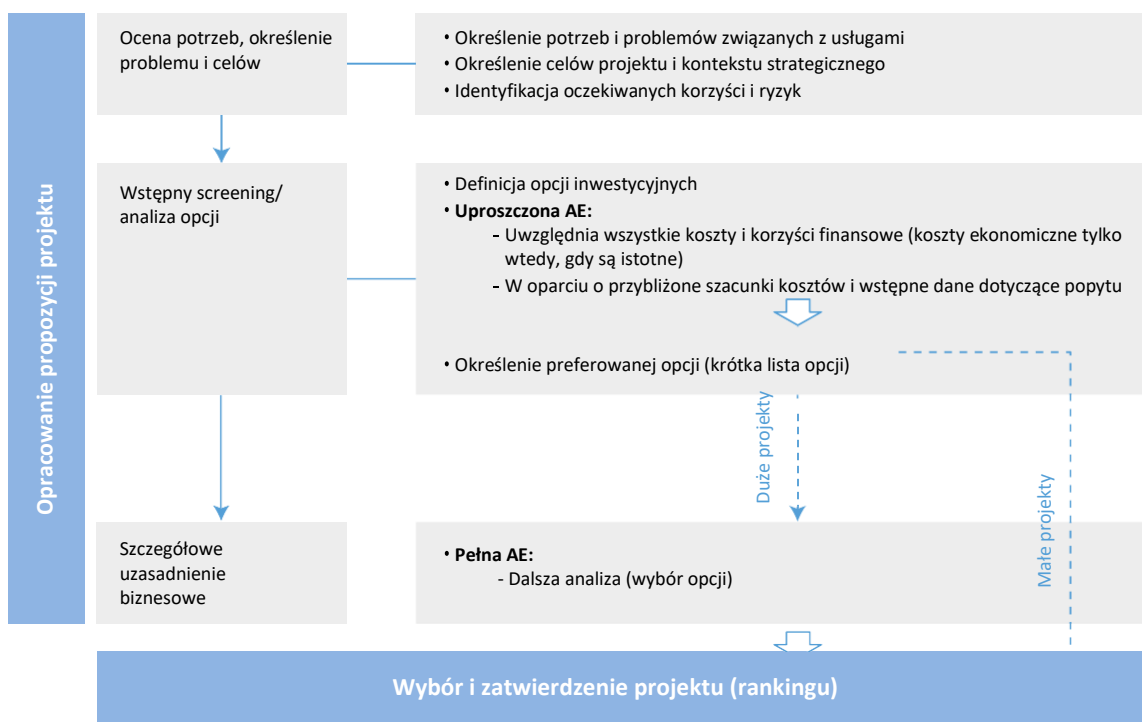 Opracowanie propozycji projektu
Ocena potrzeb, określenie
problemu i celów
• Określenie potrzeb i problemów związanych z usługami
• Określenie celów projektu i kontekstu strategicznego
• Identyfikacja oczekiwanych korzyści i ryzyk
Wstępny screening/
analiza opcji
• Definicja opcji inwestycyjnych
• Uproszczona AE:
- Uwzględnia wszystkie koszty i korzyści finansowe (koszty ekonomiczne tylko
wtedy, gdy są istotne)
- W oparciu o przybliżone szacunki kosztów i wstępne dane dotyczące popytu
• Określenie preferowanej opcji (krótka lista opcji)
Duże projekty
Małe projekty
Szczegółowe
uzasadnienie
biznesowe
• Pełna AE:
- Dalsza analiza (wybór opcji)
Wybór i zatwierdzenie projektu (rankingu)